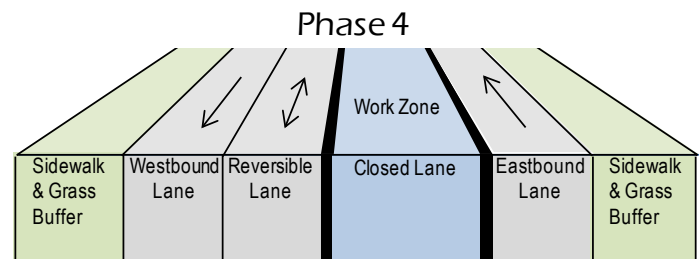 Phase 4
Work Zone
Sidewalk
& Grass
Buffer
Westbound
Lane
Reversible
Lane
Closed Lane
Eastbound
Lane
Sidewalk
& Grass
Buffer